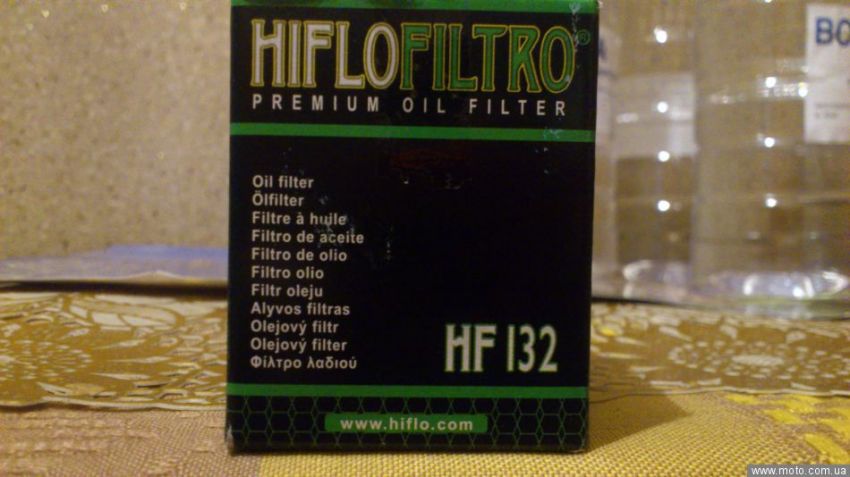 HIFLOFILTRO®
PREMIUM OIL FILTER
Oil filter
Ölfilter
Filtre à huile
Filtro de aceite
Filtro de olio
Filtro olio
Filtr oleju
Alyvos filtras
Olejový filtr
Olejový filter
Φίλτρο λαδιού
HF 132
www.hiflo.com
BO
www.moto.com.ua